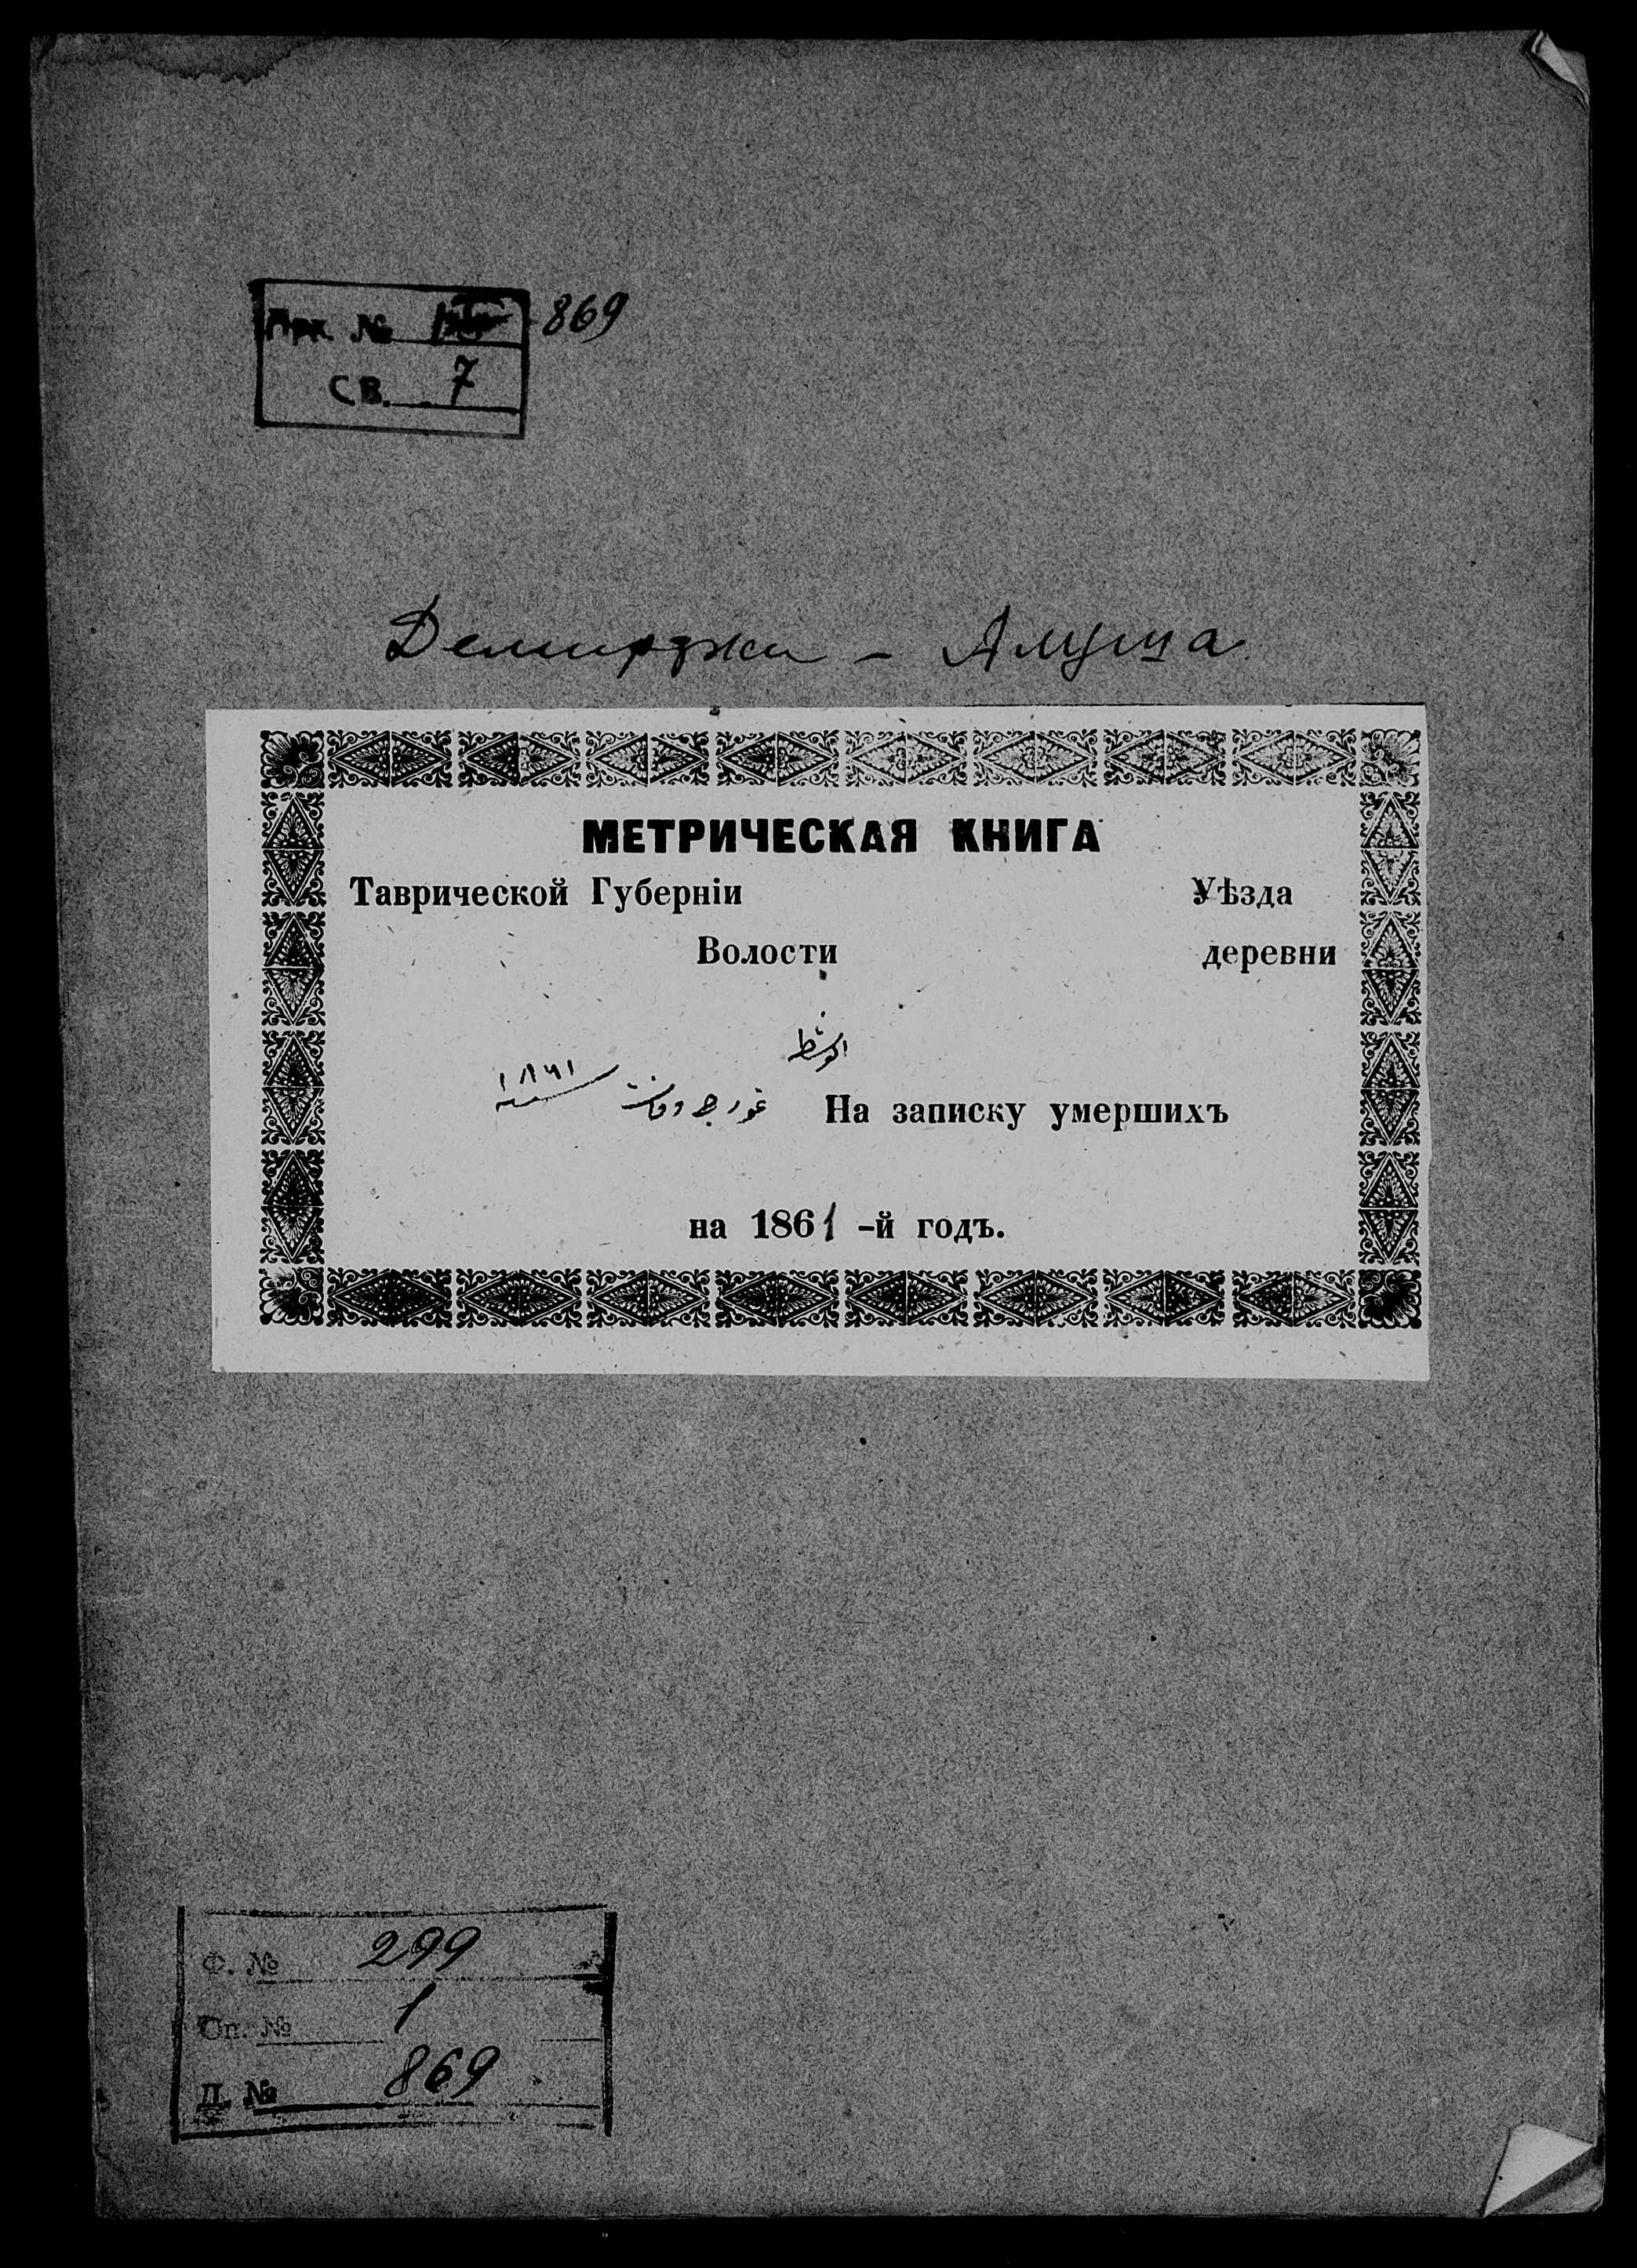 Арх. № 869
СВ. 7
Демирджи - Алушта
МЕТРИЧЕСКАЯ КНИГА
Таврической Губерніи Уѣзда
Волости деревни
١٨٦١
На записку умершихъ
на 1861-й годъ.
Ф. № 299
Оп. № 1
Д. № 869